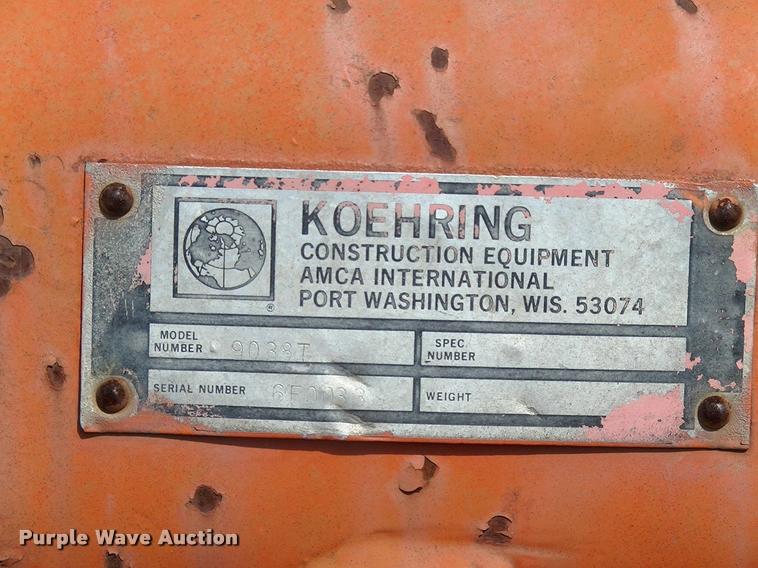 KOEHRING
CONSTRUCTION EQUIPMENT
AMCA INTERNATIONAL
PORT WASHINGTON, WIS. 53074
®
MODEL NUMBER 9038T
SPEC NUMBER
SERIAL NUMBER
WEIGHT
Purple Wave Auction